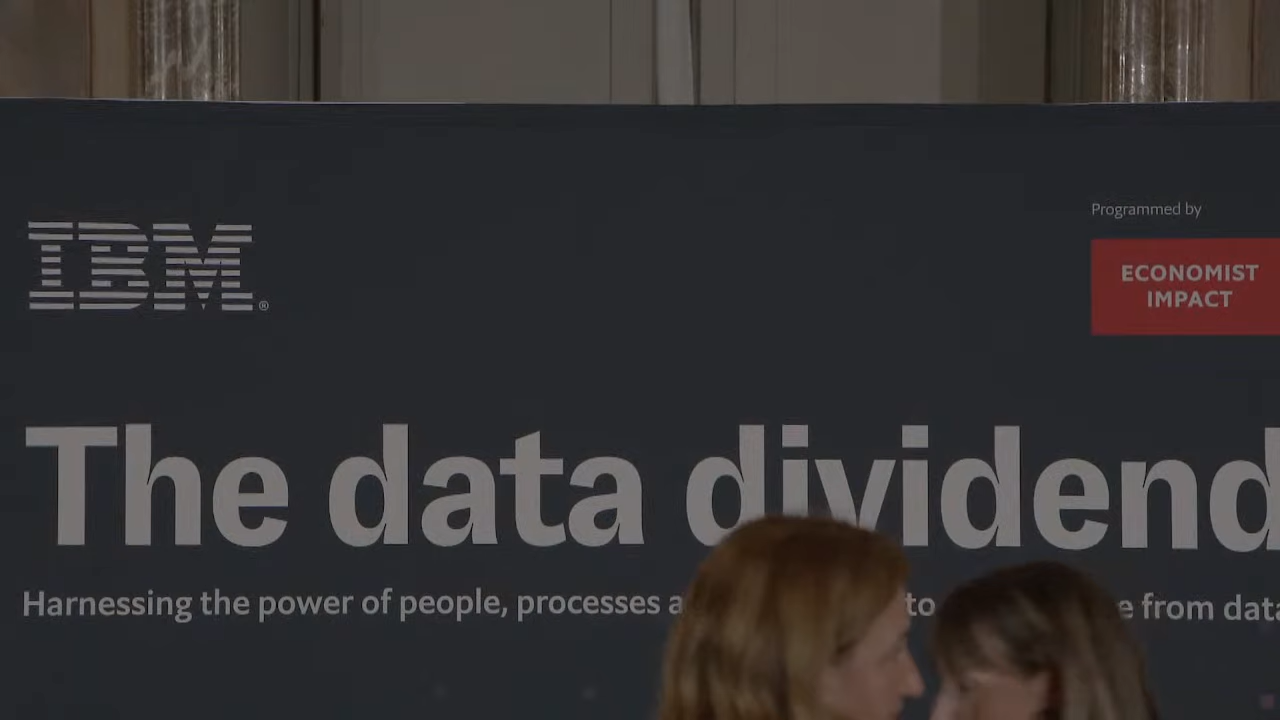 IBM®
Programmed by
ECONOMIST
IMPACT
The data dividend
Harnessing the power of people, processes to from data